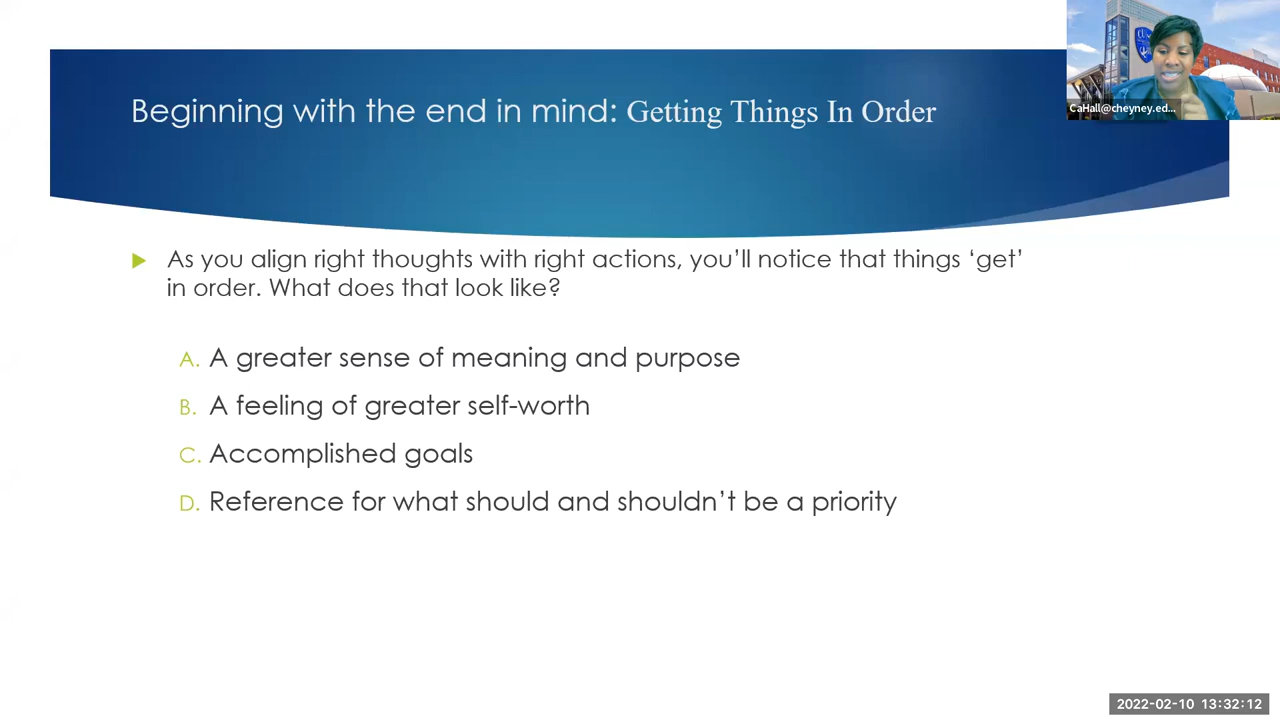 Beginning with the end in mind: Getting Things In Order
CaHall@cheyney.ed...
As you align right thoughts with right actions, you’ll notice that things ‘get’
in order. What does that look like?
A. A greater sense of meaning and purpose
B. A feeling of greater self-worth
C. Accomplished goals
D. Reference for what should and shouldn’t be a priority
2022-02-10 13:32:12